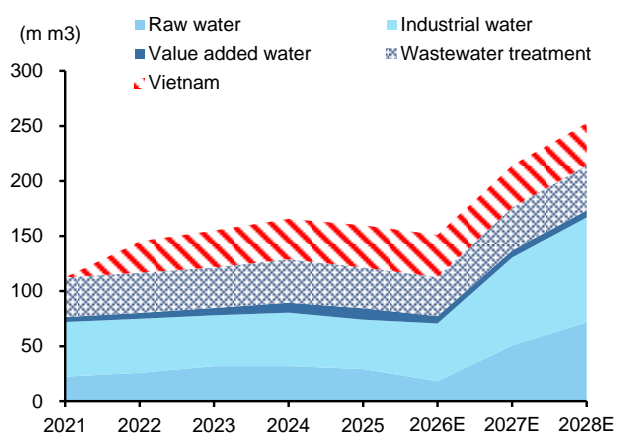 (m m3)
Raw water
Industrial water
Value added water
Wastewater treatment
Vietnam
300
250
200
150
100
50
0
2021 2022 2023 2024 2025 2026E 2027E 2028E